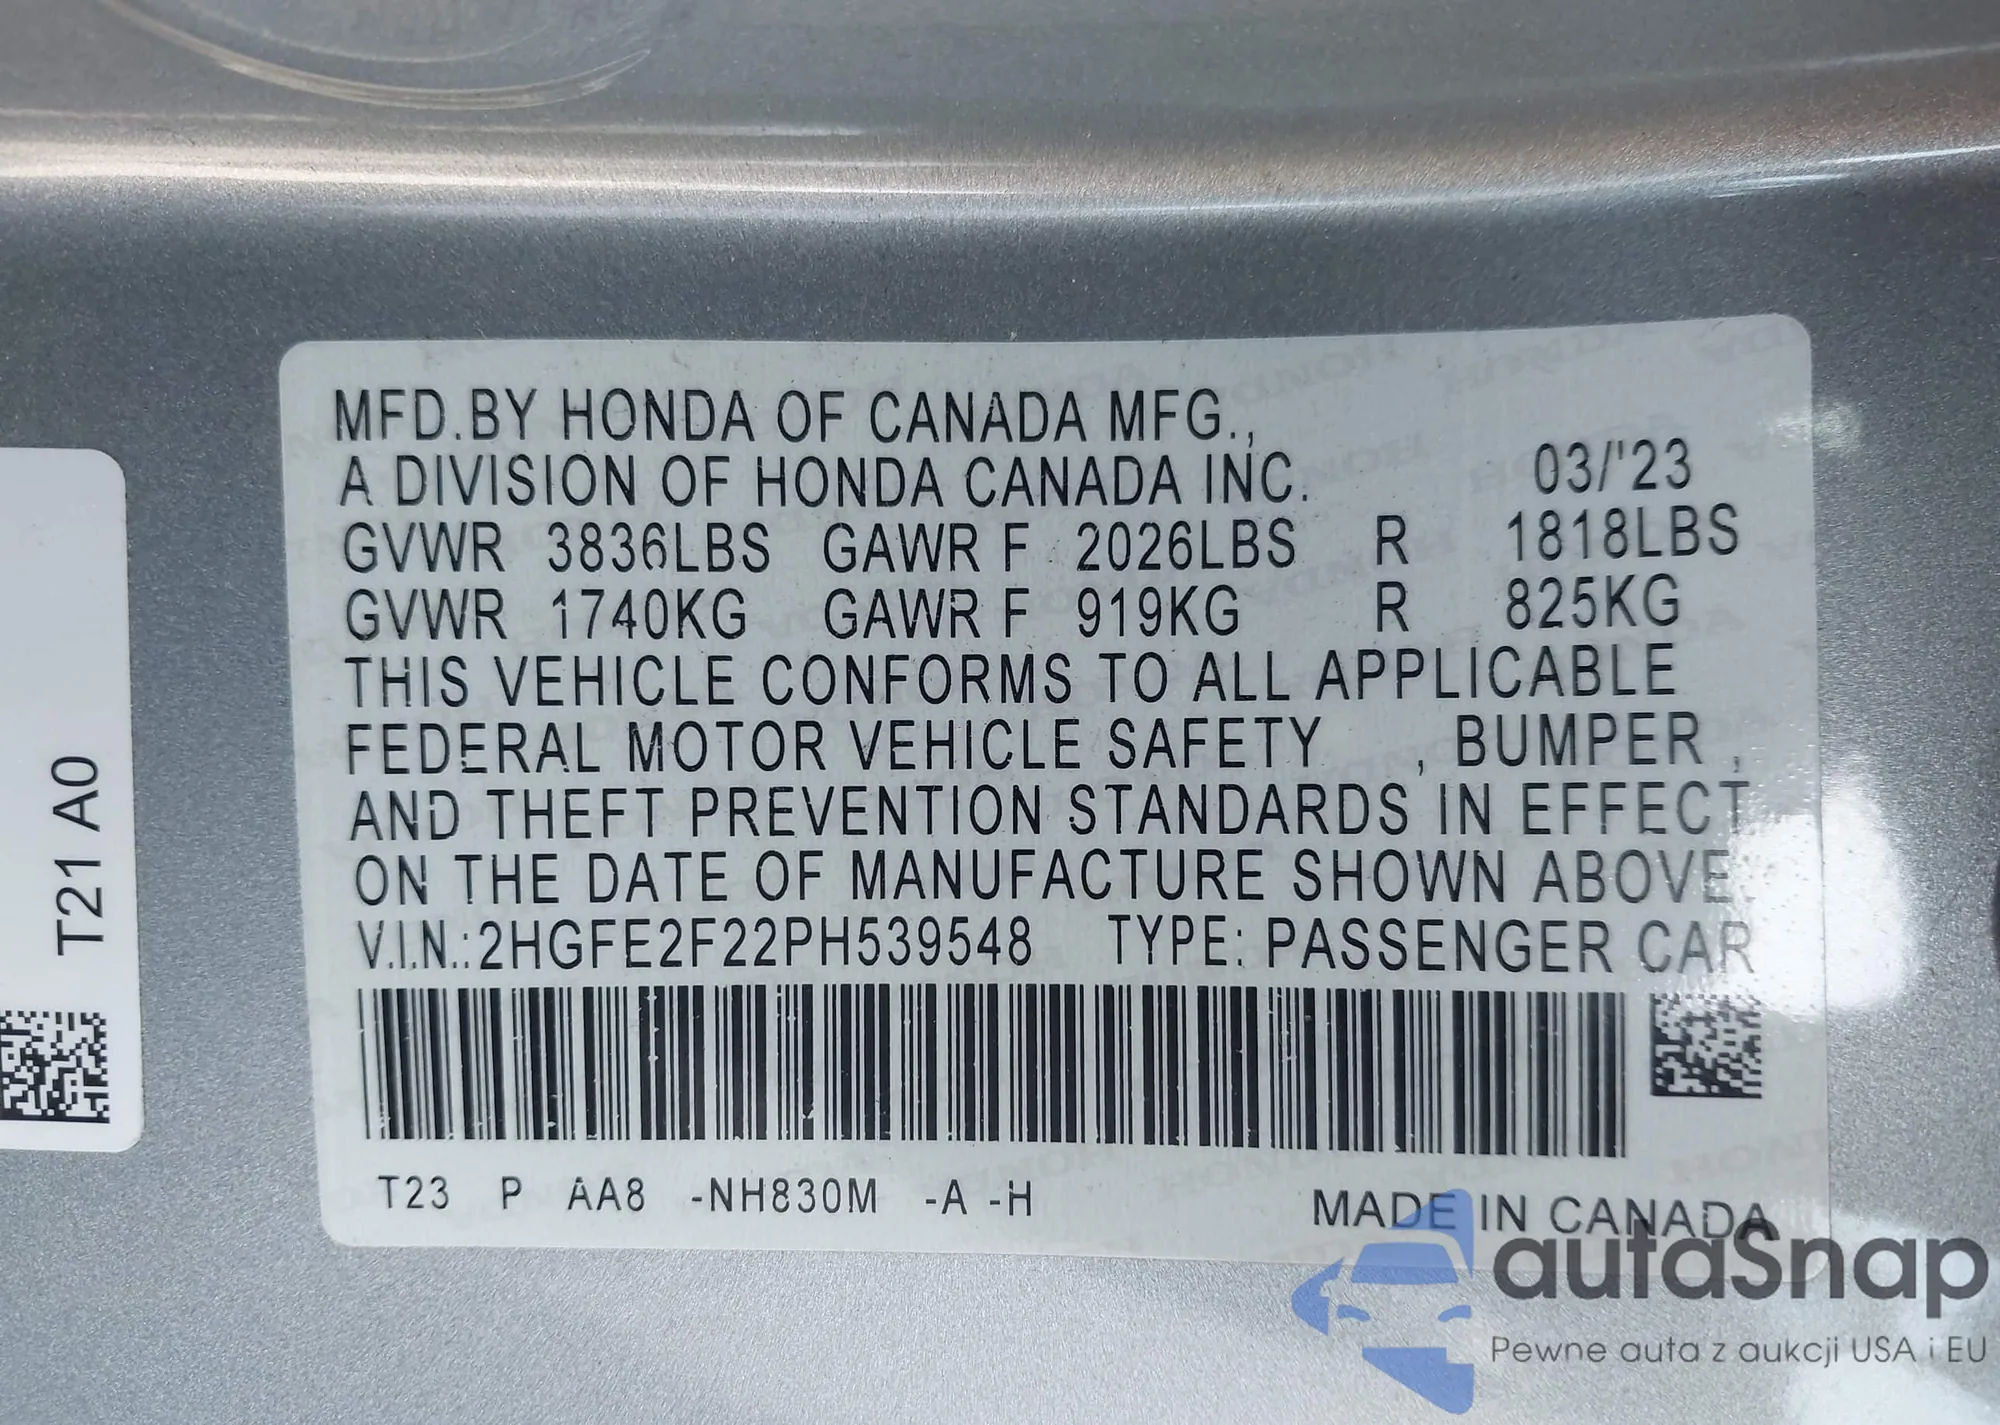 MFD.BY HONDA OF CANADA MFG.,
A DIVISION OF HONDA CANADA INC. 03/'23
GVWR 3836LBS GAWR F 2026LBS R 1818LBS
GVWR 1740KG GAWR F 919KG R 825KG
THIS VEHICLE CONFORMS TO ALL APPLICABLE
FEDERAL MOTOR VEHICLE SAFETY , BUMPER ,
AND THEFT PREVENTION STANDARDS IN EFFECT
ON THE DATE OF MANUFACTURE SHOWN ABOVE.
V.I.N.:2HGFE2F22PH539548 TYPE: PASSENGER CAR
T23 P AA8 -NH830M -A -H MADE IN CANADA
T21 A0
autaSnap
Pewne auta z aukcji USA i EU